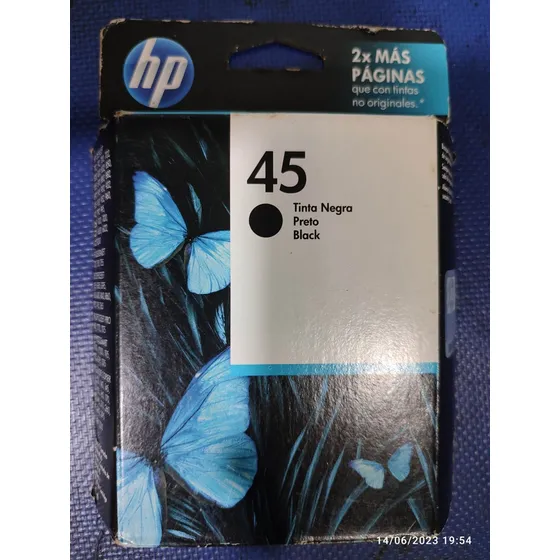 hp
2x MÁS
PÁGINAS
que con tintas
no originales.*
45
Tinta Negra
Preto
Black
14/06/2023 19:54